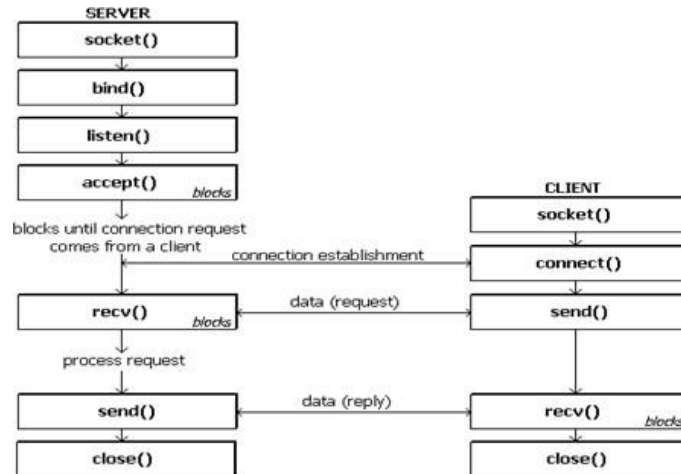 SERVER
socket()
bind()
listen()
accept()
blocks
blocks until connection request
comes from a client
CLIENT
socket()
connection establishment
connect()
recv()
blocks
data (request)
send()
process request
send()
data (reply)
recv()
blocks
close()
close()